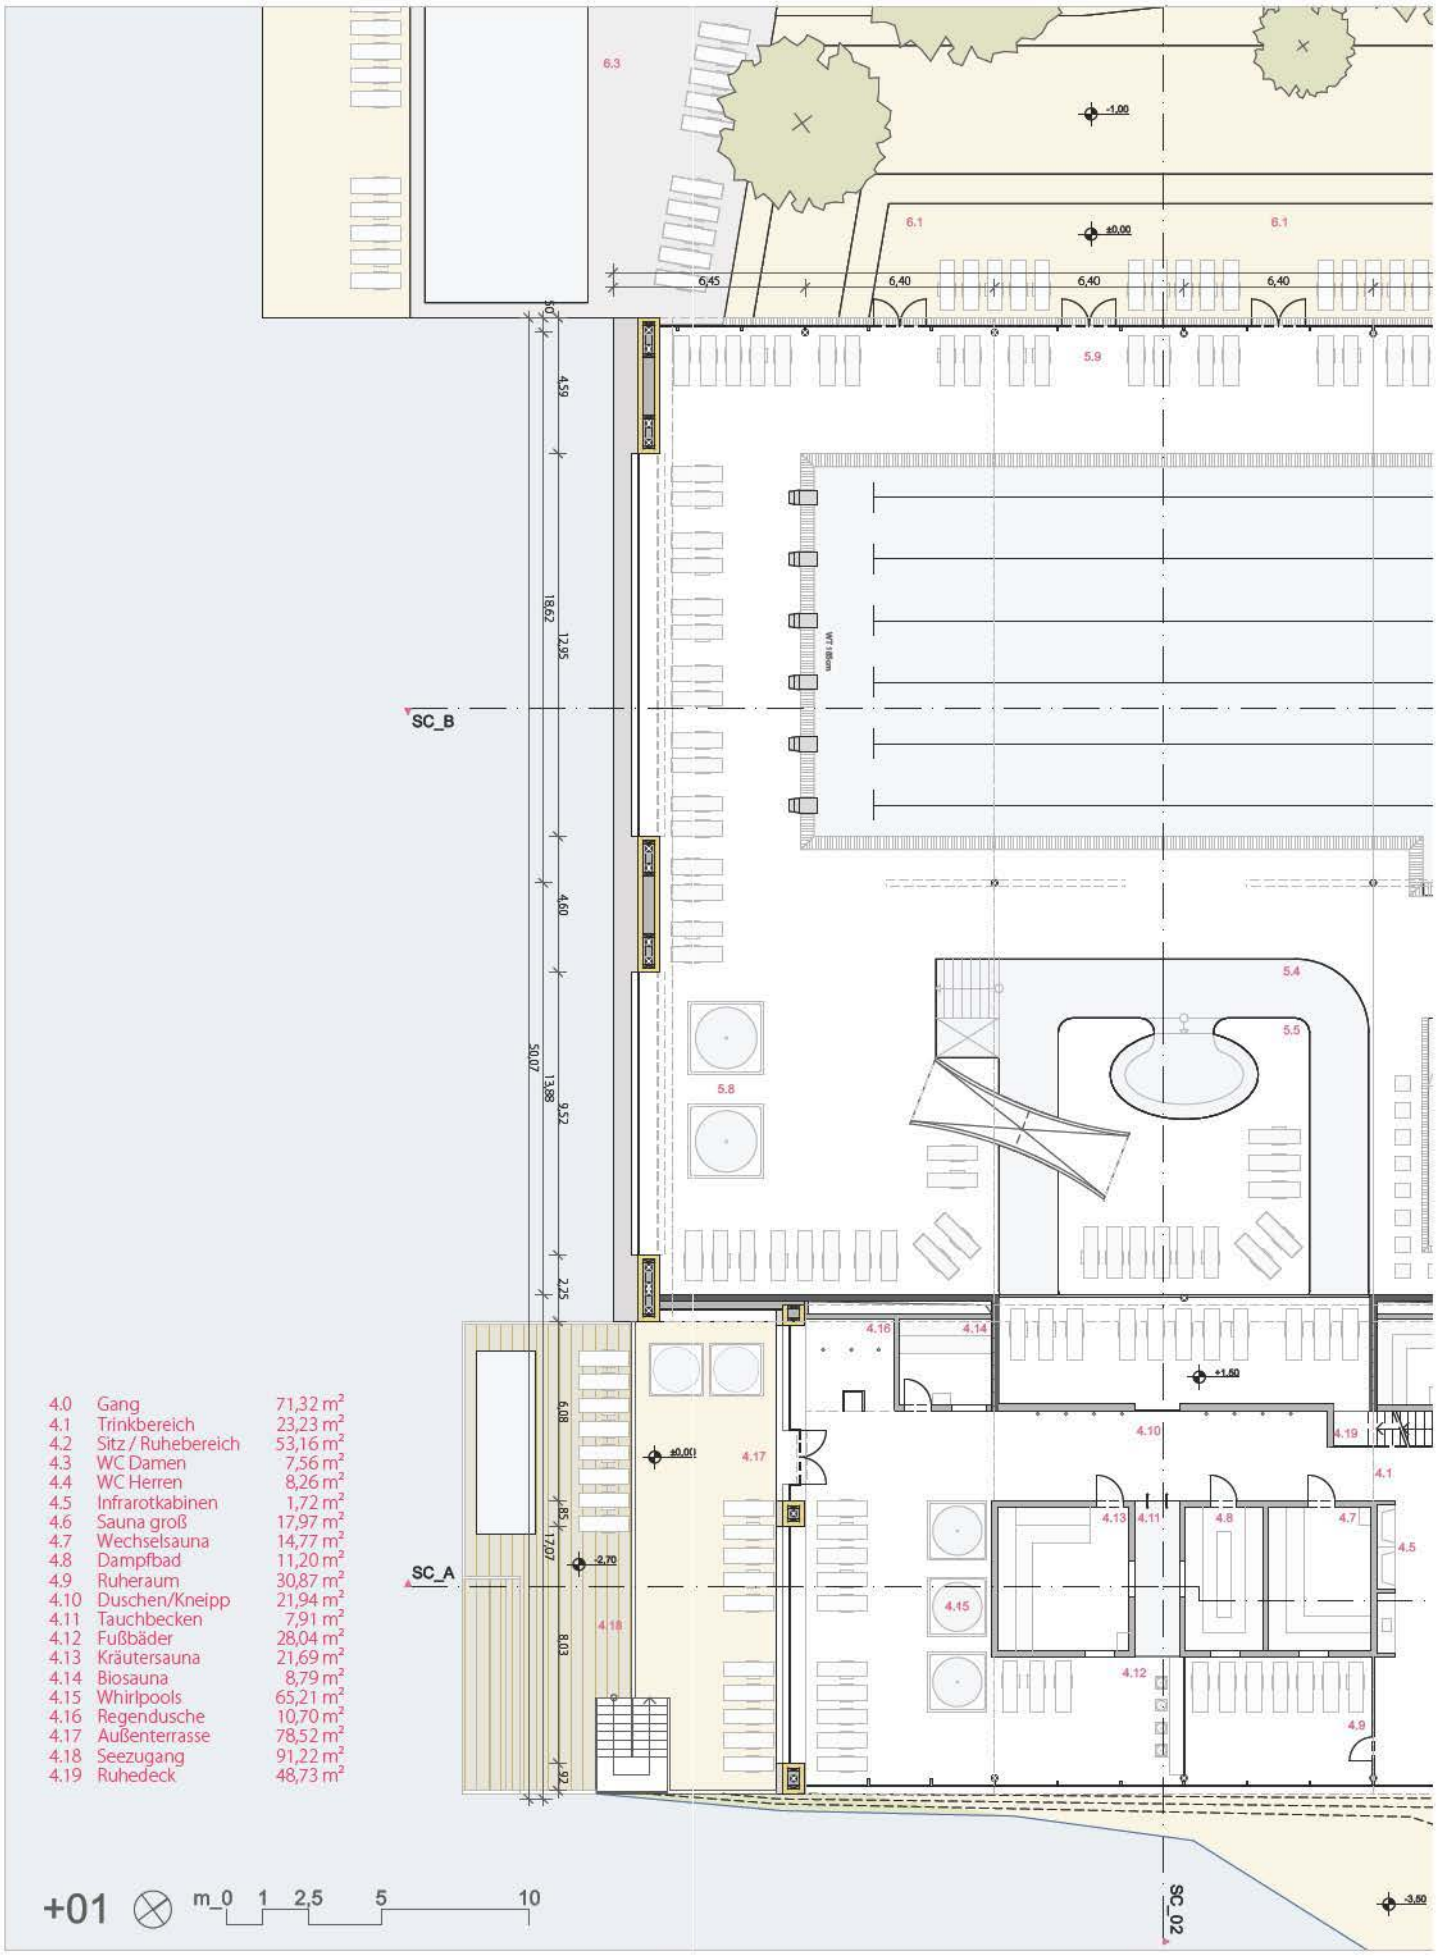 6.3
-1,00
6.1
±0,00
6.1
6,45
6,40
6,40
6,40
50
5.9
4,59
18,62
12,95
SC_B
4,60
5.4
5.5
50,07
13,88
9,52
5.8
2,25
4.16
4.14
+1,50
6,08
4.10
4.19
±0,00
4.17
4.1
85
4.13
4.11
4.8
4.7
4.5
17,07
-2,70
SC_A
4.15
4.18
8,03
4.12
4.9
92
4.0 Gang 71,32 m²
4.1 Trinkbereich 23,23 m²
4.2 Sitz / Ruhebereich 53,16 m²
4.3 WC Damen 7,56 m²
4.4 WC Herren 8,26 m²
4.5 Infrarotkabinen 1,72 m²
4.6 Sauna groß 17,97 m²
4.7 Wechselsauna 14,77 m²
4.8 Dampfbad 11,20 m²
4.9 Ruheraum 30,87 m²
4.10 Duschen/Kneipp 21,94 m²
4.11 Tauchbecken 7,91 m²
4.12 Fußbäder 28,04 m²
4.13 Kräutersauna 21,69 m²
4.14 Biosauna 8,79 m²
4.15 Whirlpools 65,21 m²
4.16 Regendusche 10,70 m²
4.17 Außenterrasse 78,52 m²
4.18 Seezugang 91,22 m²
4.19 Ruhedeck 48,73 m²
+01
m_0 1 2,5 5 10
SC_02
-3,50